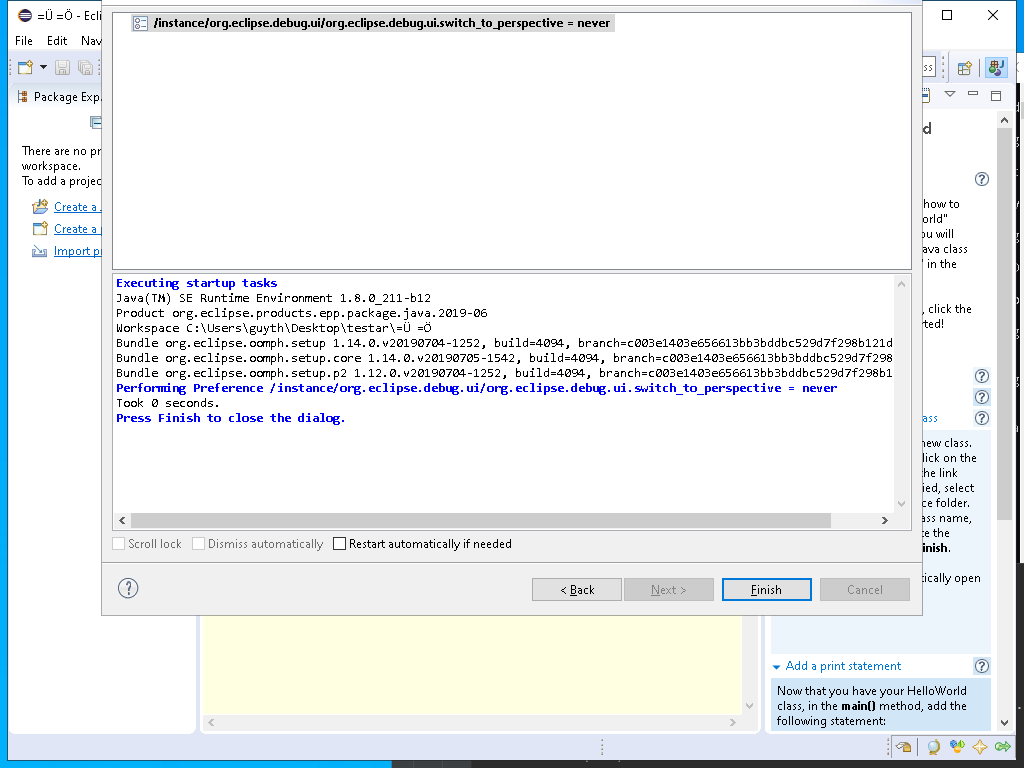 =Ü =Ö - Ecli
File Edit Nav
Package Exp
There are no pr
workspace.
To add a projec
Create a
Create a
Import p
/instance/org.eclipse.debug.ui/org.eclipse.debug.ui.switch_to_perspective = never
Executing startup tasks
Java(TM) SE Runtime Environment 1.8.0_211-b12
Product org.eclipse.products.epp.package.java.2019-06
Workspace C:\Users\guyth\Desktop\testar\=Ü =Ö
Bundle org.eclipse.oomph.setup 1.14.0.v20190704-1252, build=4094, branch=c003e1403e656613bb3bddbc529d7f298b121d
Bundle org.eclipse.oomph.setup.core 1.14.0.v20190705-1542, build=4094, branch=c003e1403e656613bb3bddbc529d7f298
Bundle org.eclipse.oomph.setup.p2 1.12.0.v20190704-1252, build=4094, branch=c003e1403e656613bb3bddbc529d7f298b1
Performing Preference /instance/org.eclipse.debug.ui/org.eclipse.debug.ui.switch_to_perspective = never
Took 0 seconds.
Press Finish to close the dialog.
Scroll lock Dismiss automatically Restart automatically if needed
< Back Next > Finish Cancel
ss
d
how to
orld"
ou will
ava class
' in the
, click the
rted!
ass
new class.
lick on the
he link
ied, select
ce folder.
ass name,
te the
inish.
ically open
Add a print statement
Now that you have your HelloWorld
class, in the main() method, add the
following statement: